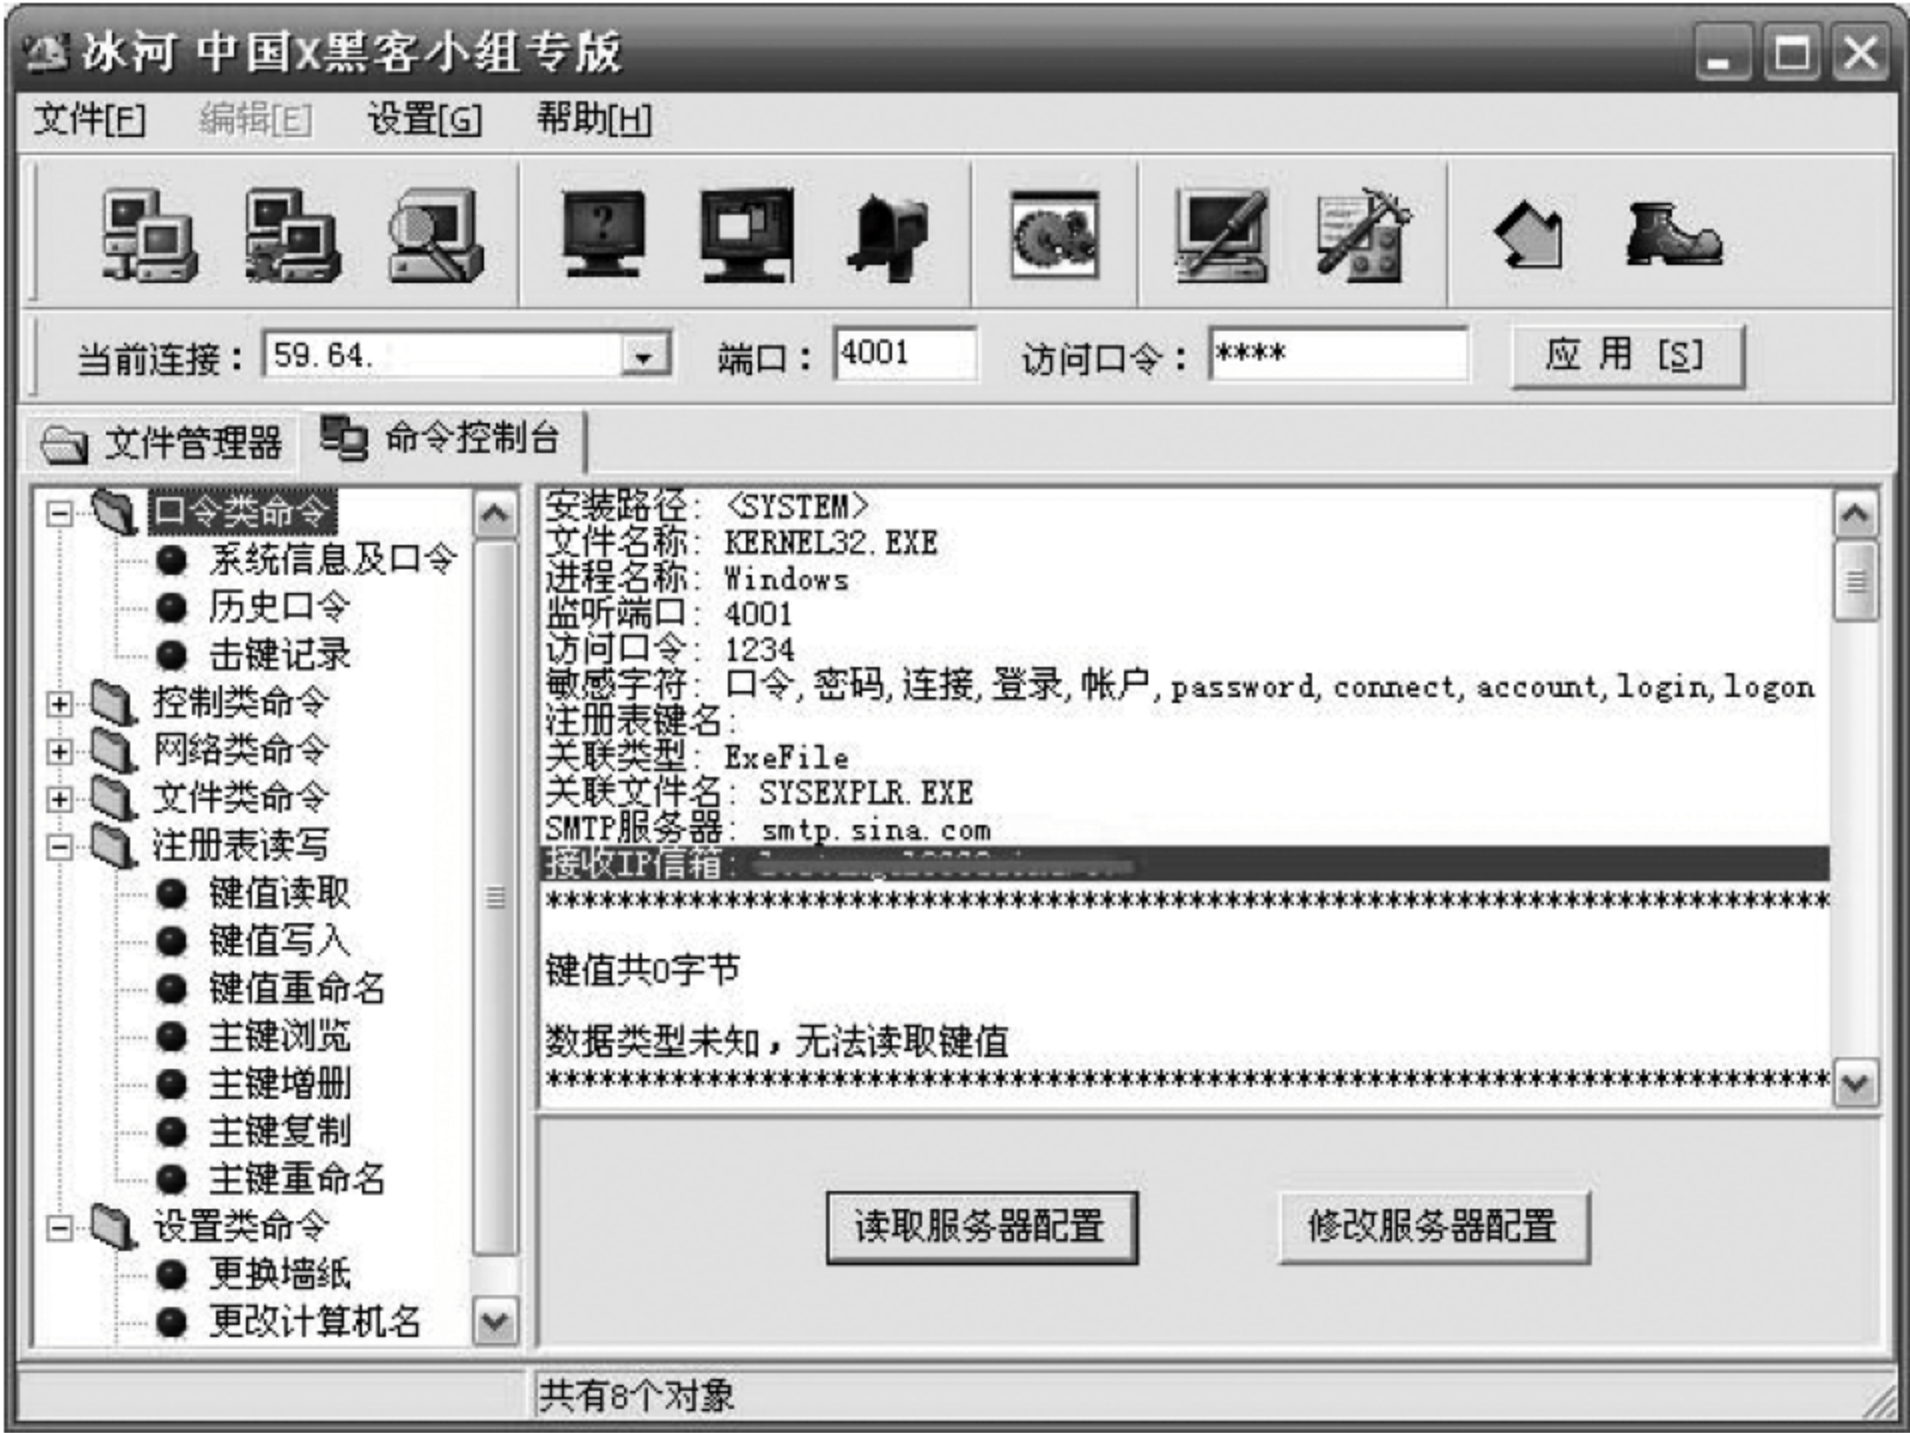 冰河 中国X黑客小组专版
文件[F] 编辑[E] 设置[G] 帮助[H]
当前连接： 59.64. 端口： 4001 访问口令： **** 应 用 [S]
文件管理器 命令控制台
口令类命令
系统信息及口令
历史口令
击键记录
控制类命令
网络类命令
文件类命令
注册表读写
键值读取
键值写入
键值重命名
主键浏览
主键增删
主键复制
主键重命名
设置类命令
更换墙纸
更改计算机名
安装路径: <SYSTEM>
文件名称: KERNEL32.EXE
进程名称: Windows
监听端口: 4001
访问口令: 1234
敏感字符: 口令,密码,连接,登录,帐户,password,connect,account,login,logon
注册表键名:
关联类型: ExeFile
关联文件名: SYSEXPLR.EXE
SMTP服务器: smtp.sina.com
接收IP信箱:
************************************************************************
键值共0字节
数据类型未知，无法读取键值
************************************************************************
读取服务器配置 修改服务器配置
共有8个对象